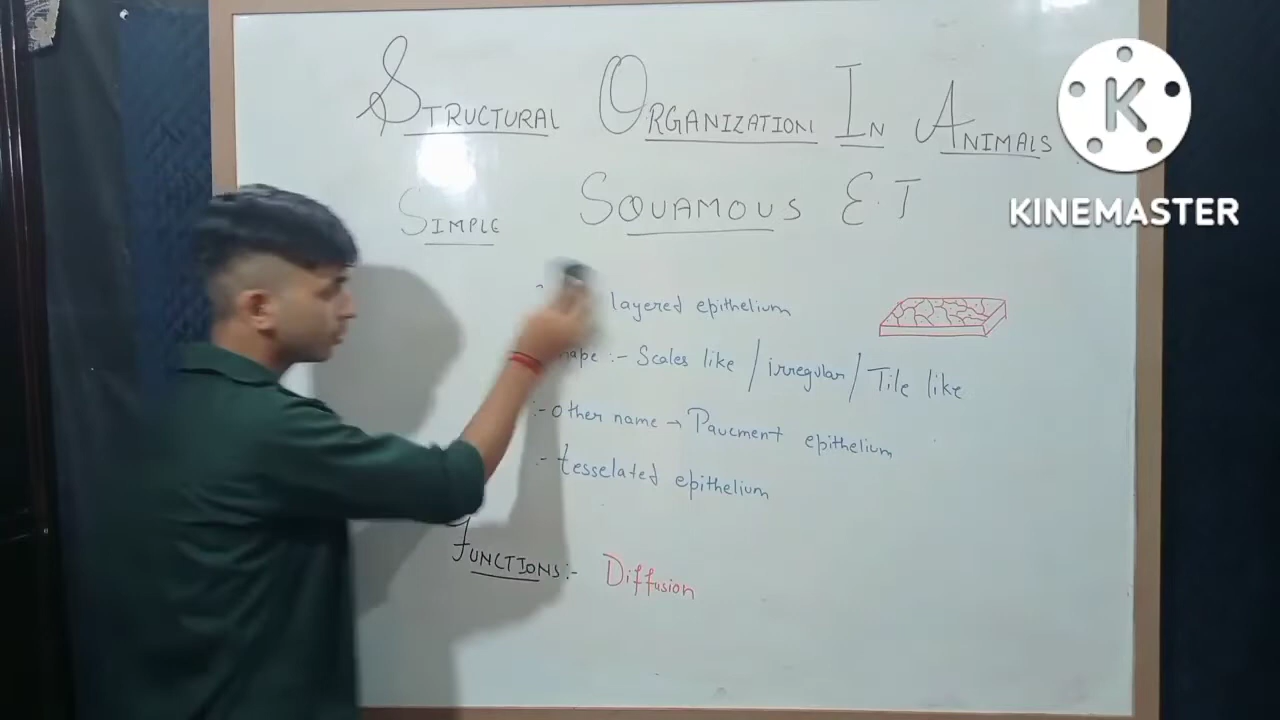 STRUCTURAL ORGANIZATION IN ANIMALS
SIMPLE SQUAMOUS E.T
layered epithelium
hape :- Scales like / irregular / Tile like
:- other name → Pavement epithelium
:- tesselated epithelium
FUNCTIONS :- Diffusion
K
KINEMASTER